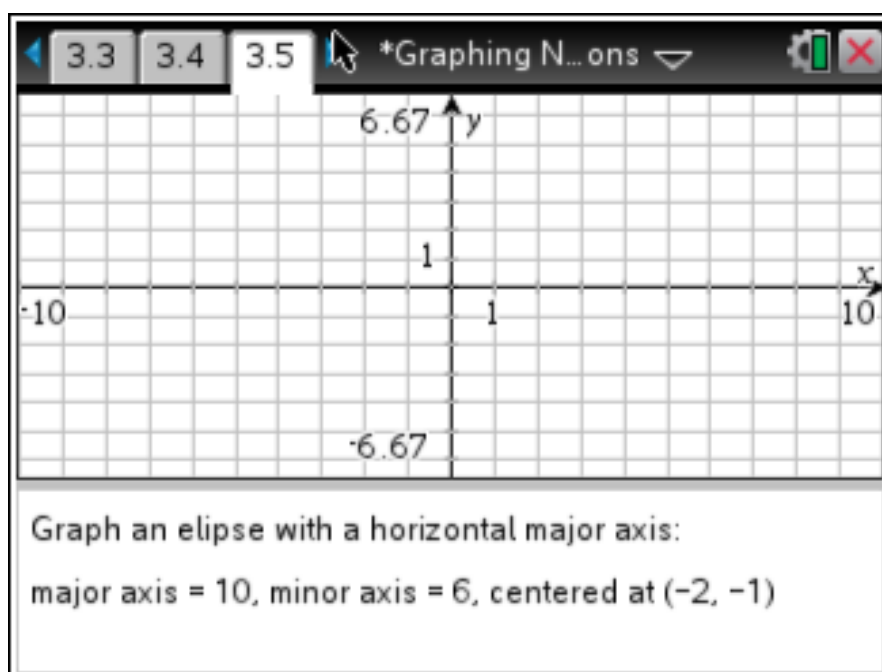 3.3 3.4 3.5 *Graphing N...ons
6.67 y
1
x
-10 1 10
-6.67
Graph an elipse with a horizontal major axis:
major axis = 10, minor axis = 6, centered at (−2, −1)